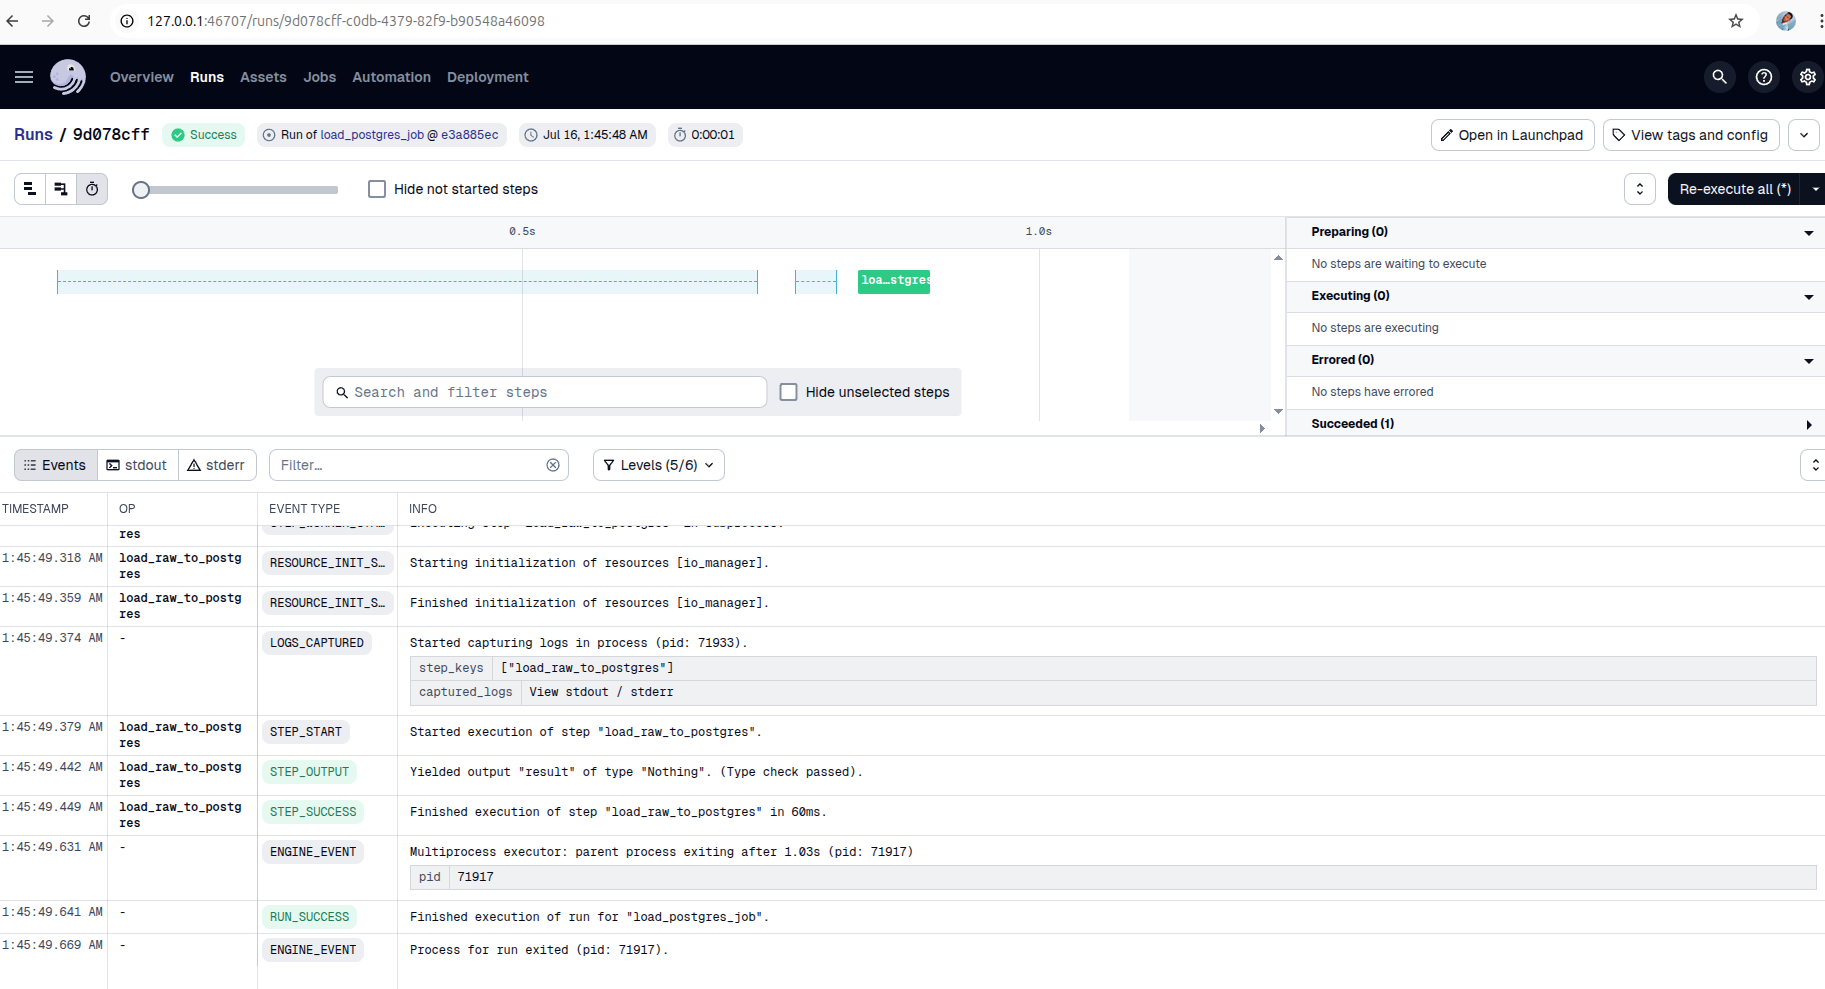 127.0.0.1:46707/runs/9d078cff-c0db-4379-82f9-b90548a46098
Overview Runs Assets Jobs Automation Deployment
Runs / 9d078cff Success Run of load_postgres_job @ e3a885ec Jul 16, 1:45:48 AM 0:00:01 Open in Launchpad View tags and config
Hide not started steps Re-execute all (*)
0.5s 1.0s
loa…stgres
Search and filter steps Hide unselected steps
Preparing (0)
No steps are waiting to execute
Executing (0)
No steps are executing
Errored (0)
No steps have errored
Succeeded (1)
Events stdout stderr Filter… Levels (5/6)
TIMESTAMP OP EVENT TYPE INFO
res
1:45:49.318 AM load_raw_to_postg RESOURCE_INIT_S… Starting initialization of resources [io_manager].
res
1:45:49.359 AM load_raw_to_postg RESOURCE_INIT_S… Finished initialization of resources [io_manager].
res
1:45:49.374 AM - LOGS_CAPTURED Started capturing logs in process (pid: 71933).
step_keys ["load_raw_to_postgres"]
captured_logs View stdout / stderr
1:45:49.379 AM load_raw_to_postg STEP_START Started execution of step "load_raw_to_postgres".
res
1:45:49.442 AM load_raw_to_postg STEP_OUTPUT Yielded output "result" of type "Nothing". (Type check passed).
res
1:45:49.449 AM load_raw_to_postg STEP_SUCCESS Finished execution of step "load_raw_to_postgres" in 60ms.
res
1:45:49.631 AM - ENGINE_EVENT Multiprocess executor: parent process exiting after 1.03s (pid: 71917)
pid 71917
1:45:49.641 AM - RUN_SUCCESS Finished execution of run for "load_postgres_job".
1:45:49.669 AM - ENGINE_EVENT Process for run exited (pid: 71917).